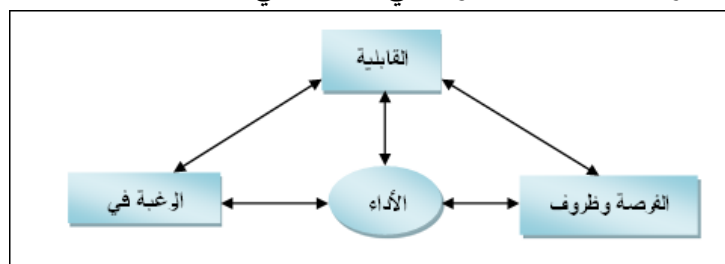 القابلية
الفرصة وظروف
الأداء
الرغبة في